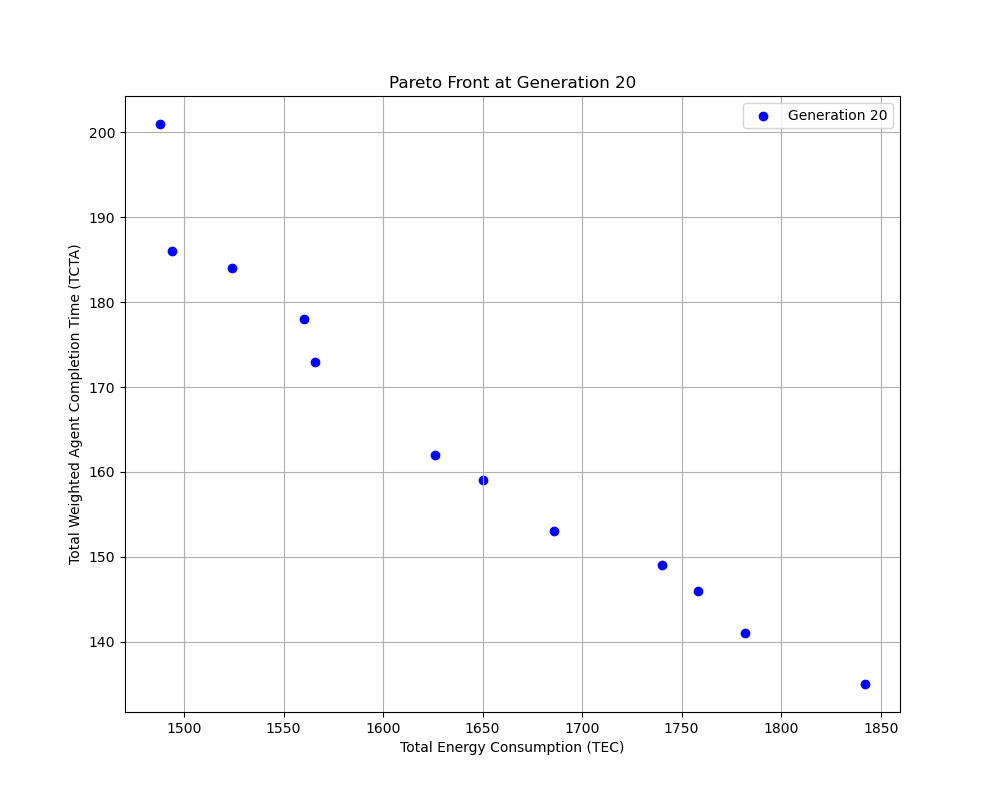 Pareto Front at Generation 20
Generation 20
Total Weighted Agent Completion Time (TCTA)
200
190
180
170
160
150
140
1500 1550 1600 1650 1700 1750 1800 1850
Total Energy Consumption (TEC)